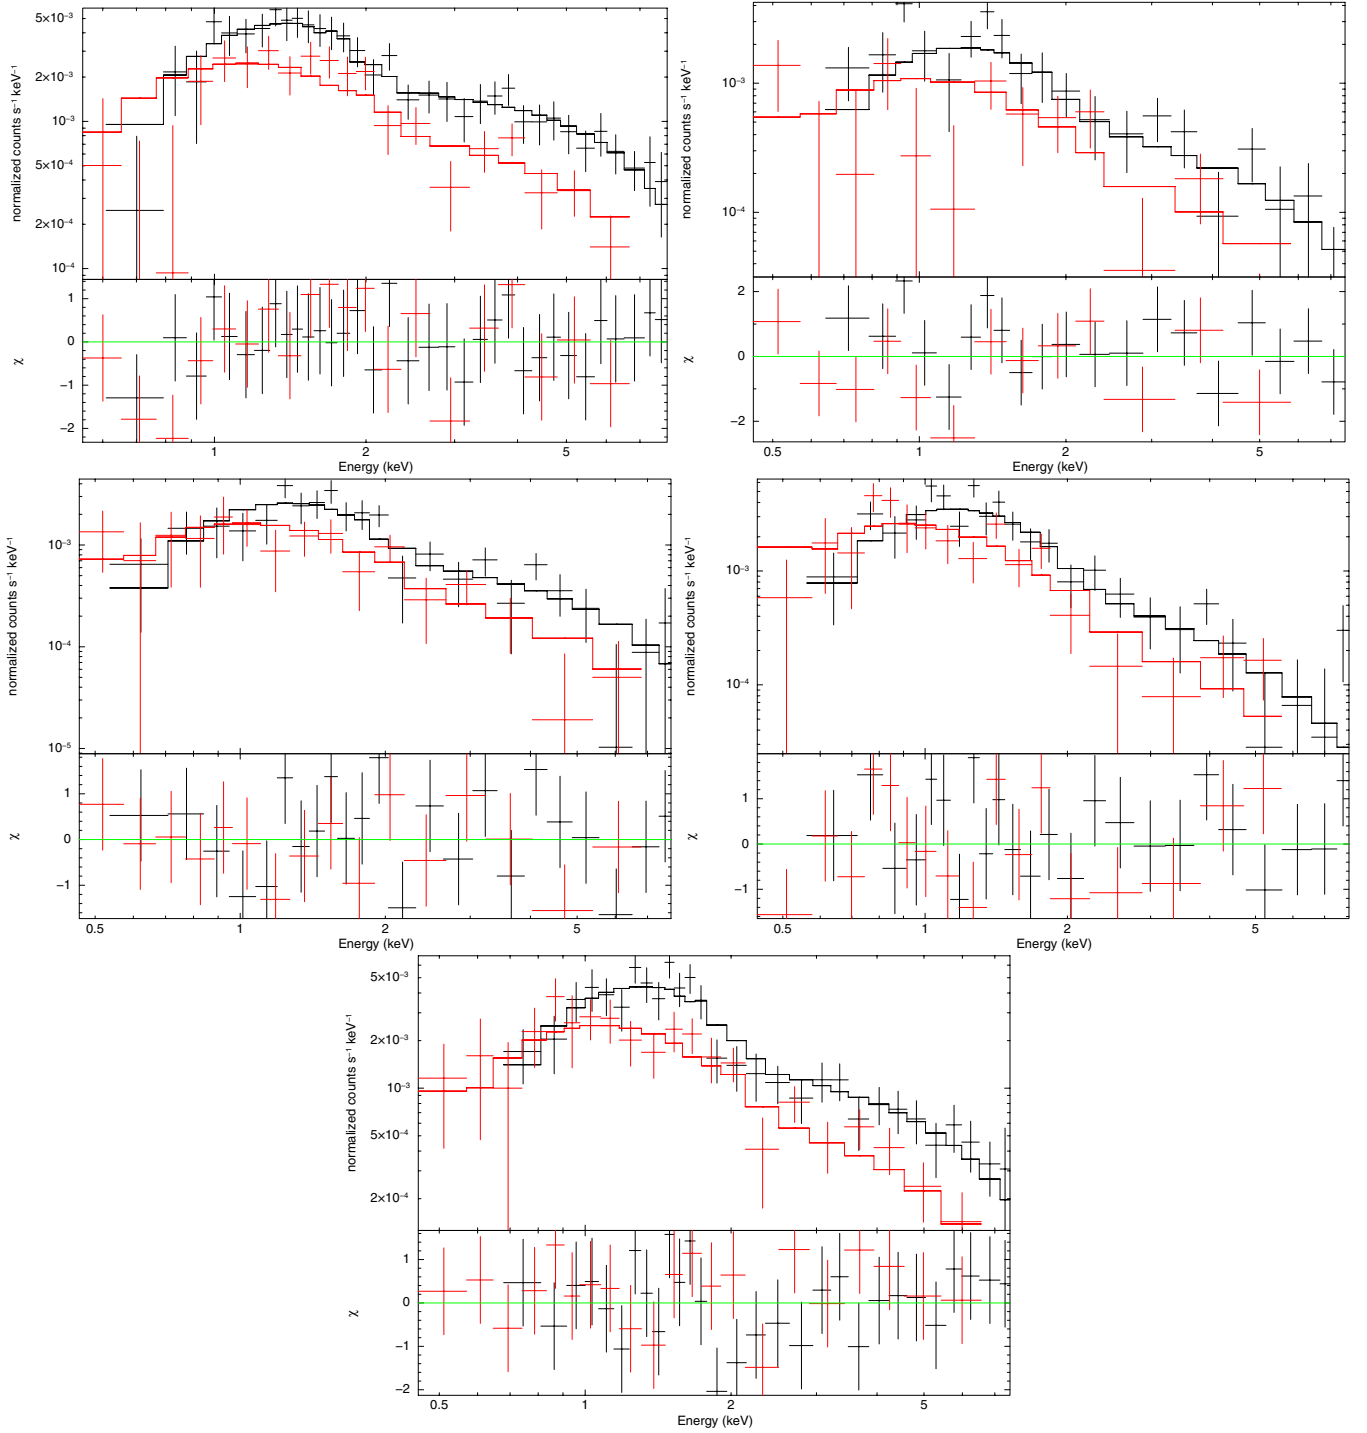 5×10⁻³
2×10⁻³
10⁻³
5×10⁻⁴
2×10⁻⁴
10⁻⁴
normalized counts s⁻¹ keV⁻¹
1
0
−1
−2
χ
1 2 5
Energy (keV)
10⁻³
10⁻⁴
normalized counts s⁻¹ keV⁻¹
2
0
−2
χ
0.5 1 2 5
Energy (keV)
10⁻³
10⁻⁴
10⁻⁵
normalized counts s⁻¹ keV⁻¹
1
0
−1
χ
0.5 1 2 5
Energy (keV)
10⁻³
10⁻⁴
normalized counts s⁻¹ keV⁻¹
1
0
−1
χ
0.5 1 2 5
Energy (keV)
5×10⁻³
2×10⁻³
10⁻³
5×10⁻⁴
2×10⁻⁴
normalized counts s⁻¹ keV⁻¹
1
0
−1
−2
χ
0.5 1 2 5
Energy (keV)